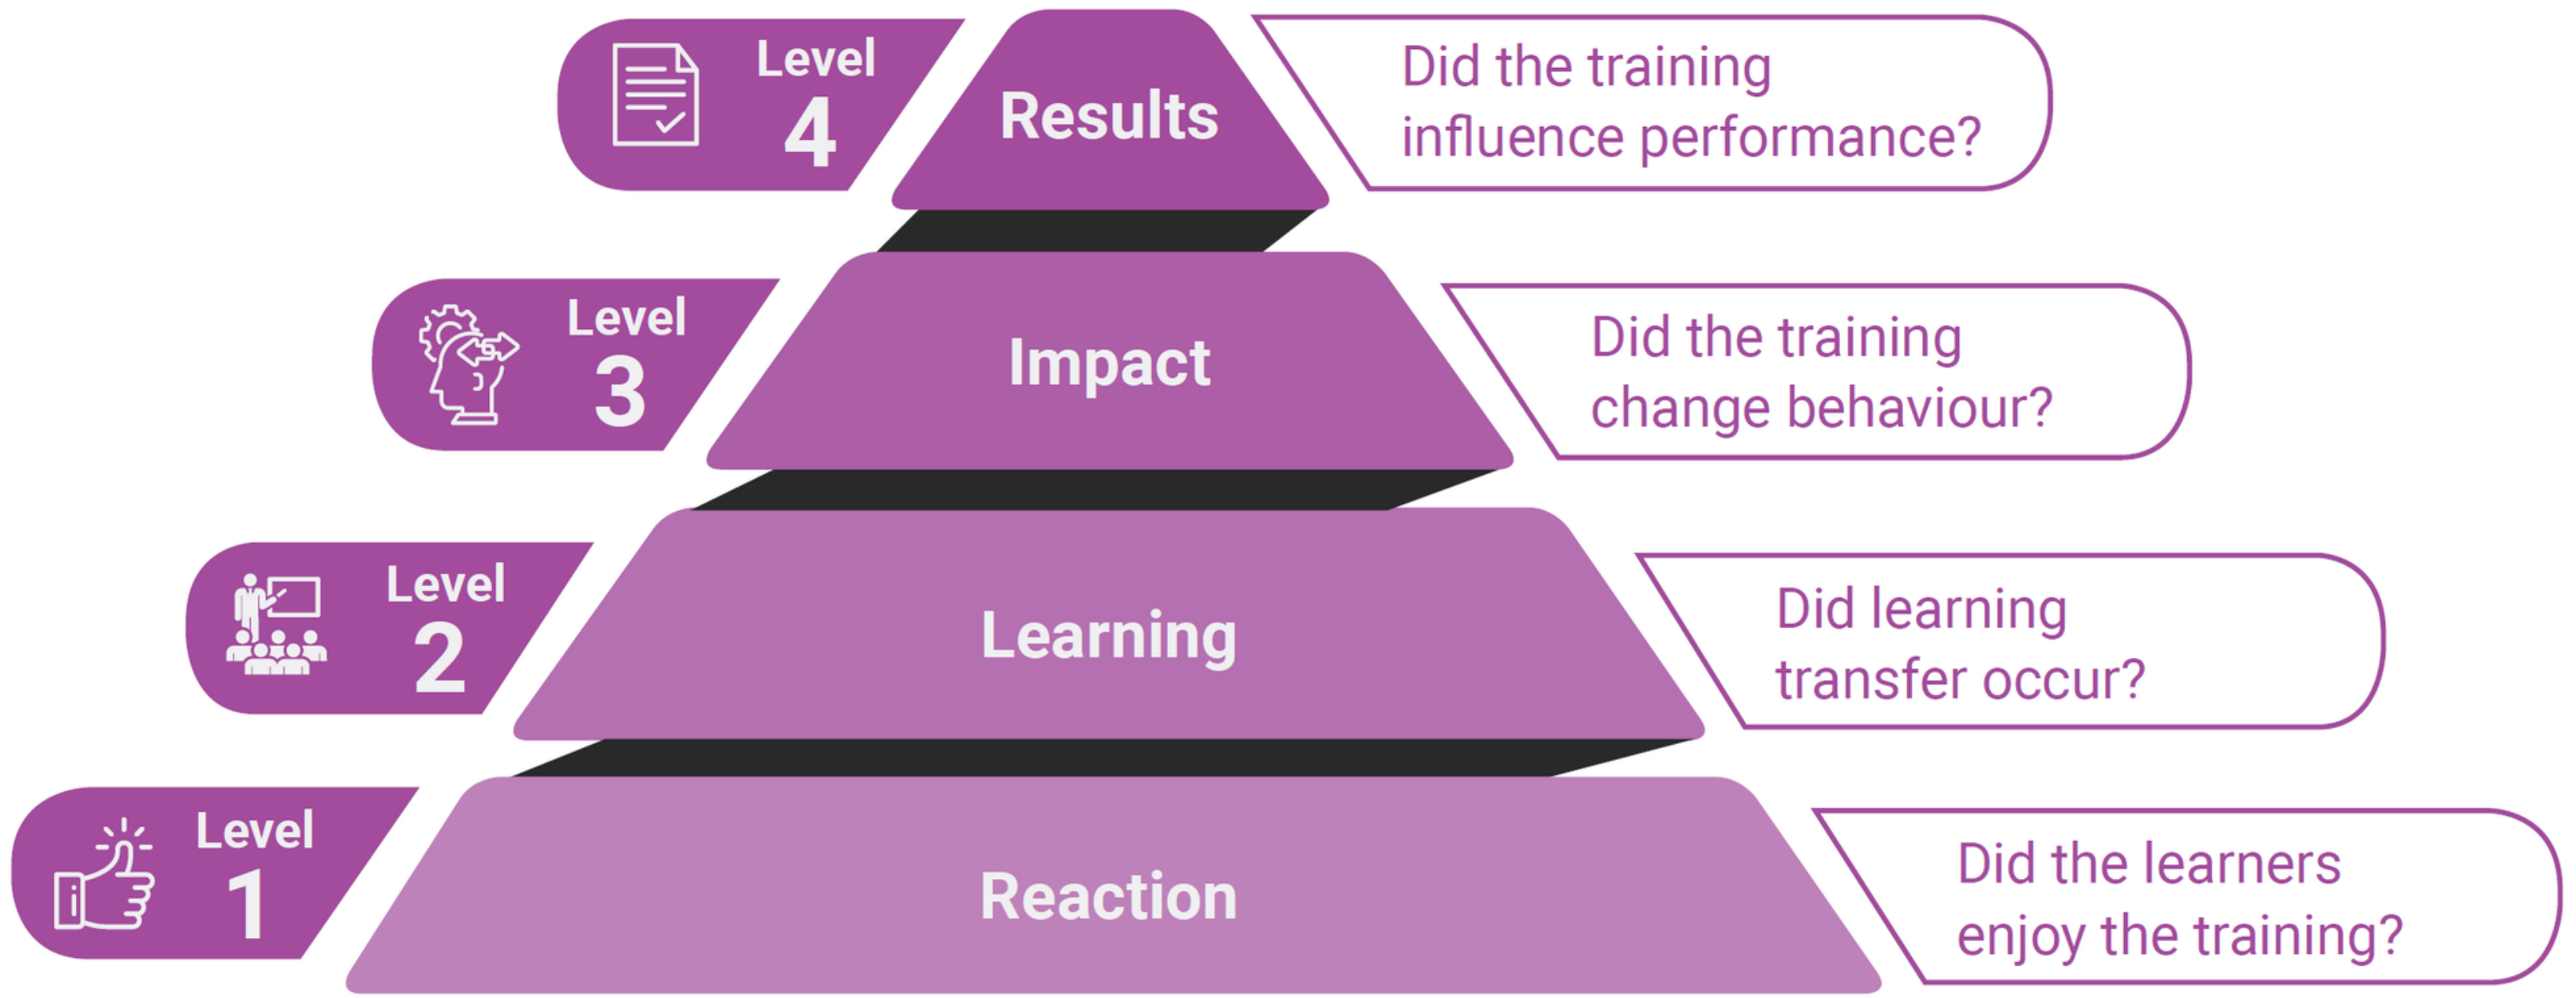 Level
4
Results
Did the training
influence performance?
Level
3
Impact
Did the training
change behaviour?
Level
2
Learning
Did learning
transfer occur?
Level
1
Reaction
Did the learners
enjoy the training?